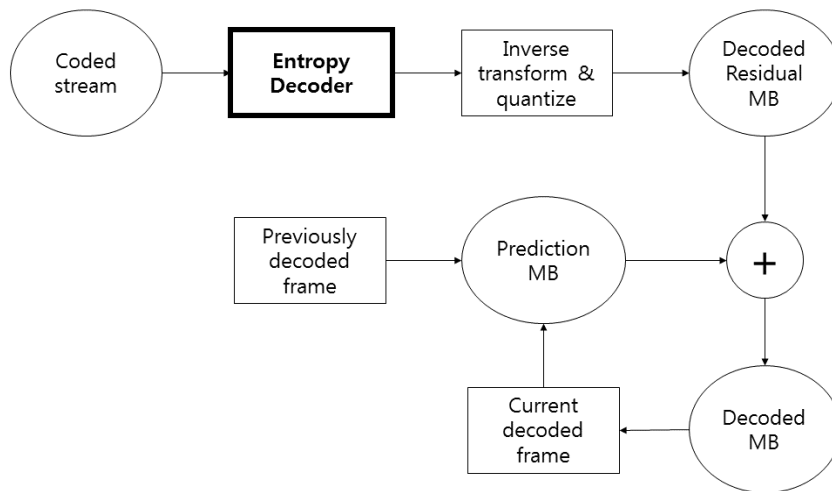 Coded
stream
Entropy
Decoder
Inverse
transform & 
quantize
Decoded
Residual
MB
Previously
decoded
frame
Prediction
MB
+
Current
decoded
frame
Decoded
MB